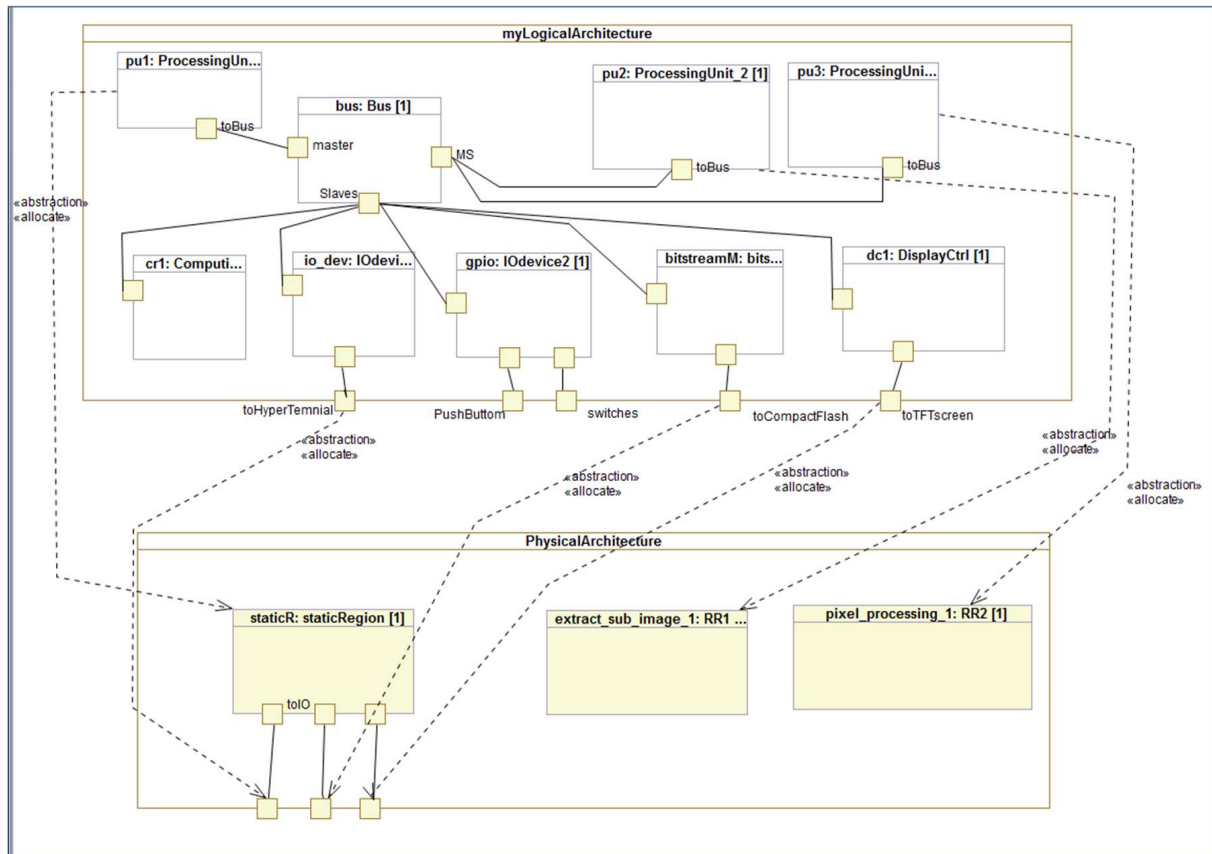 myLogicalArchitecture
pu1: ProcessingUn...
pu2: ProcessingUnit_2 [1]
pu3: ProcessingUni...
bus: Bus [1]
toBus
master
MS
toBus
toBus
Slaves
«abstraction»
«allocate»
cr1: Computi...
io_dev: IOdevi...
gpio: IOdevice2 [1]
bitstreamM: bits...
dc1: DisplayCtrl [1]
toHyperTemnial
PushButtom
switches
toCompactFlash
toTFTscreen
«abstraction»
«allocate»
«abstraction»
«allocate»
«abstraction»
«allocate»
«abstraction»
«allocate»
«abstraction»
«allocate»
PhysicalArchitecture
staticR: staticRegion [1]
extract_sub_image_1: RR1 ...
pixel_processing_1: RR2 [1]
toIO